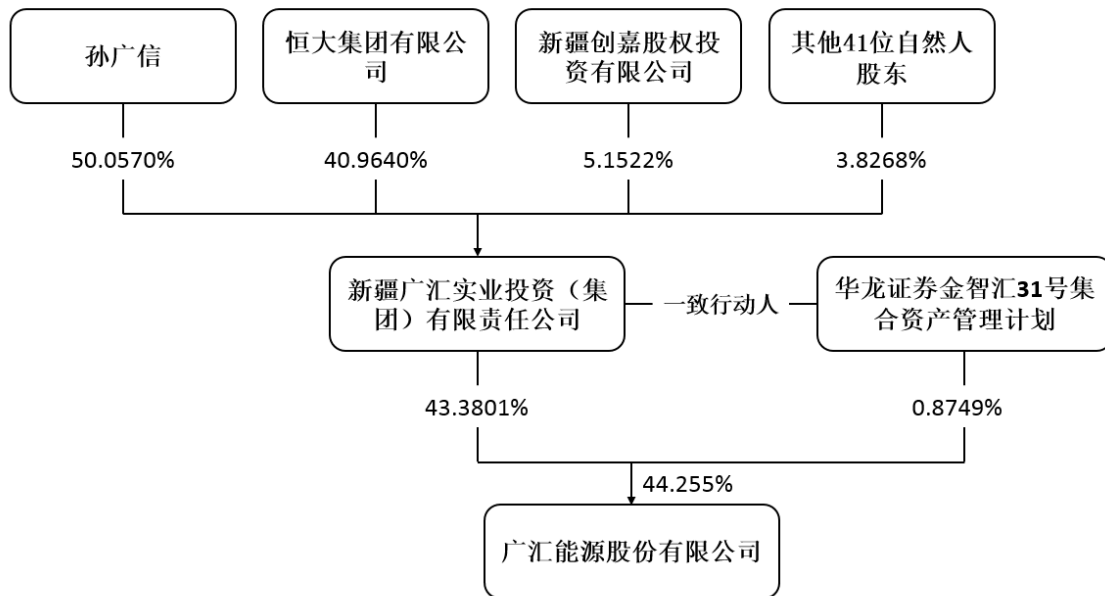 孙广信
恒大集团有限公
司
新疆创嘉股权投
资有限公司
其他41位自然人
股东
50.0570%
40.9640%
5.1522%
3.8268%
新疆广汇实业投资（集
团）有限责任公司
一致行动人
华龙证券金智汇31号集
合资产管理计划
43.3801%
0.8749%
44.255%
广汇能源股份有限公司